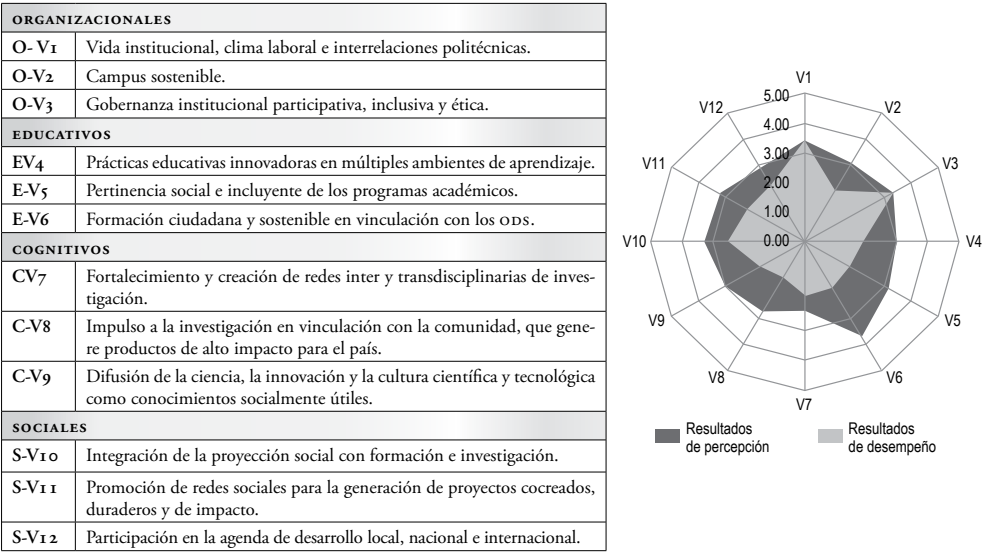 ORGANIZACIONALES
O- V1 Vida institucional, clima laboral e interrelaciones politécnicas.
O-V2 Campus sostenible.
O-V3 Gobernanza institucional participativa, inclusiva y ética.
EDUCATIVOS
EV4 Prácticas educativas innovadoras en múltiples ambientes de aprendizaje.
E-V5 Pertinencia social e incluyente de los programas académicos.
E-V6 Formación ciudadana y sostenible en vinculación con los ODS.
COGNITIVOS
CV7 Fortalecimiento y creación de redes inter y transdisciplinarias de inves-
tigación.
C-V8 Impulso a la investigación en vinculación con la comunidad, que gene-
re productos de alto impacto para el país.
C-V9 Difusión de la ciencia, la innovación y la cultura científica y tecnológica
como conocimientos socialmente útiles.
SOCIALES
S-V10 Integración de la proyección social con formación e investigación.
S-V11 Promoción de redes sociales para la generación de proyectos cocreados,
duraderos y de impacto.
S-V12 Participación en la agenda de desarrollo local, nacional e internacional.
V1
V2
V3
V4
V5
V6
V7
V8
V9
V10
V11
V12
5.00
4.00
3.00
2.00
1.00
0.00
Resultados
de percepción
Resultados
de desempeño